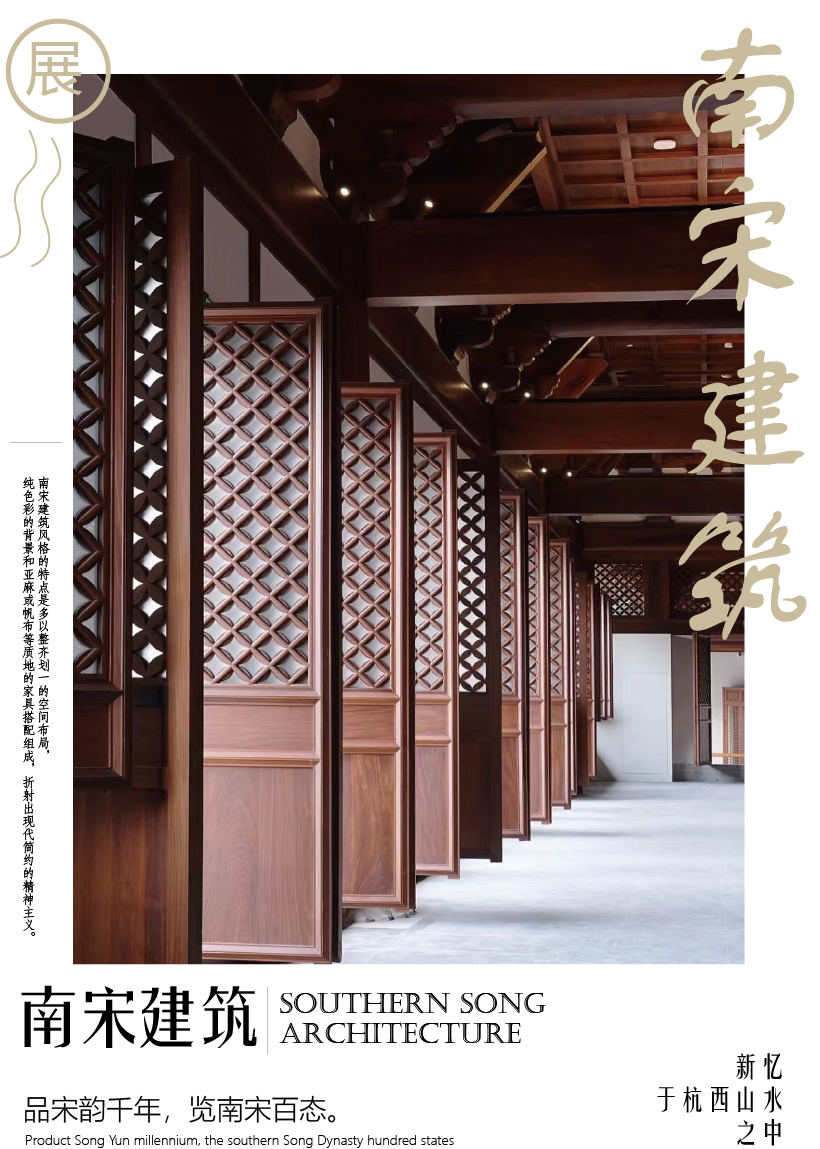 展
南宋建筑
南宋建筑风格的特点是多以整齐划一的空间布局，
纯色彩的背景和亚麻或帆布等质地的家具搭配组成，折射出现代简约的精神主义。
南宋建筑
SOUTHERN SONG
ARCHITECTURE
品宋韵千年，览南宋百态。
Product Song Yun millennium, the southern Song Dynasty hundred states
忆水中
新山之
西
杭
于